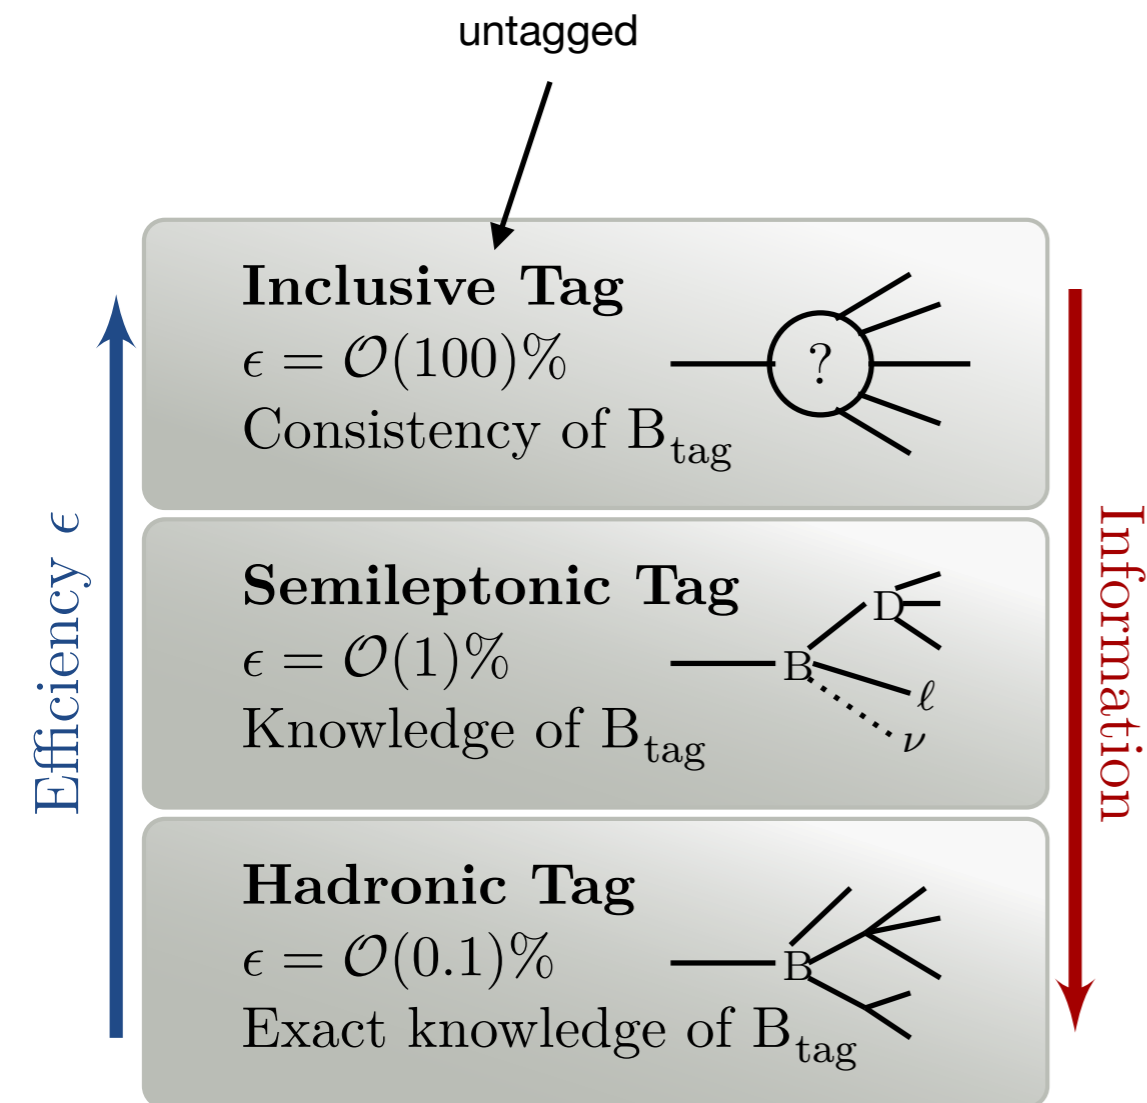 untagged
Inclusive Tag
ϵ = 𝒪(100)%
Consistency of B_tag
?
Semileptonic Tag
ϵ = 𝒪(1)%
Knowledge of B_tag
B
D
ℓ
ν
Hadronic Tag
ϵ = 𝒪(0.1)%
Exact knowledge of B_tag
B
Efficiency ϵ
Information